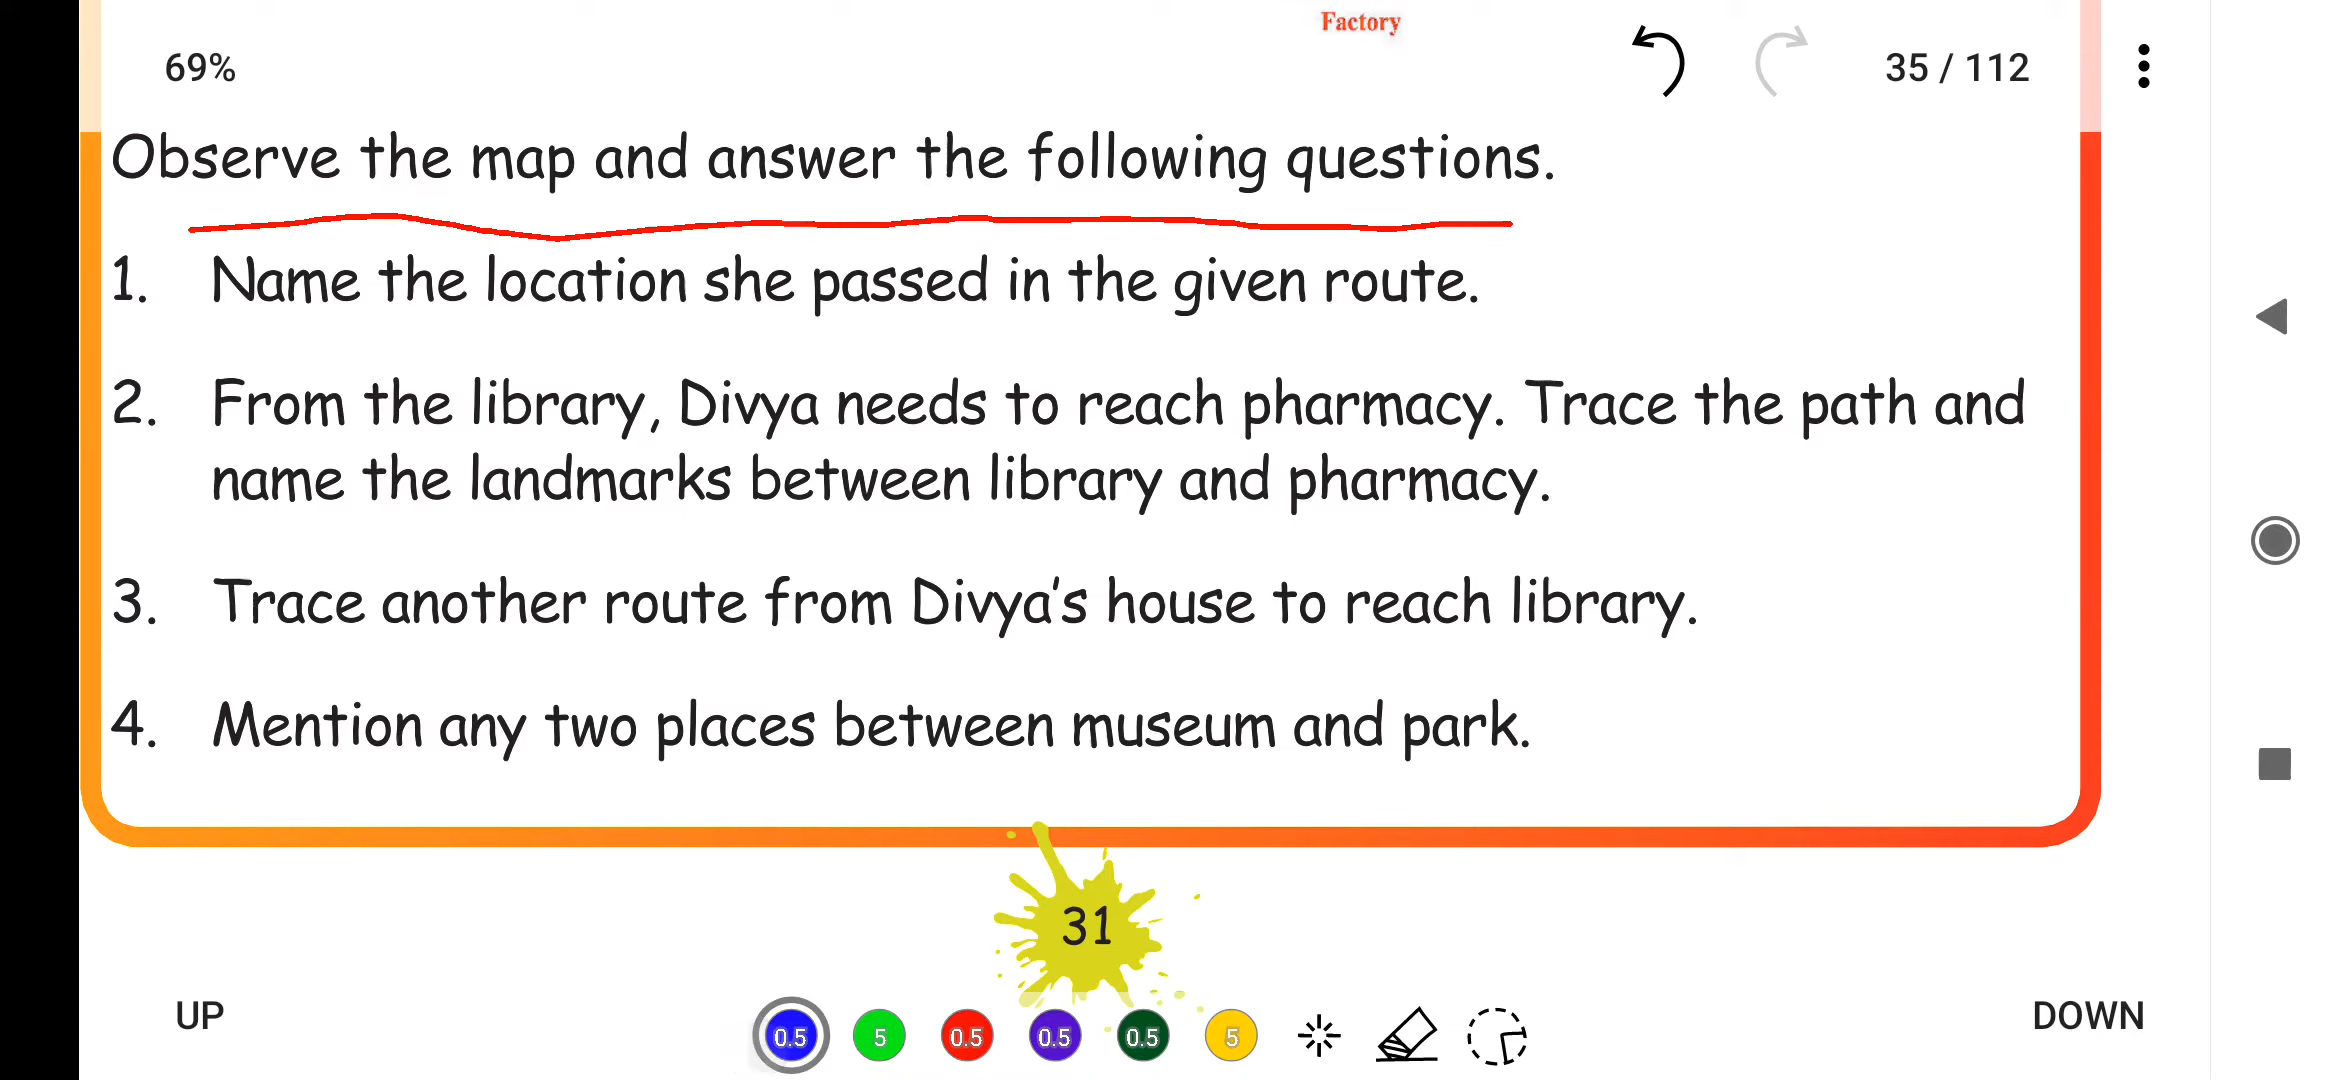 Factory
69%
35 / 112
Observe the map and answer the following questions.
1. Name the location she passed in the given route.
2. From the library, Divya needs to reach pharmacy. Trace the path and
name the landmarks between library and pharmacy.
3. Trace another route from Divya's house to reach library.
4. Mention any two places between museum and park.
31
UP
DOWN
0.5 5 0.5 0.5 0.5 5